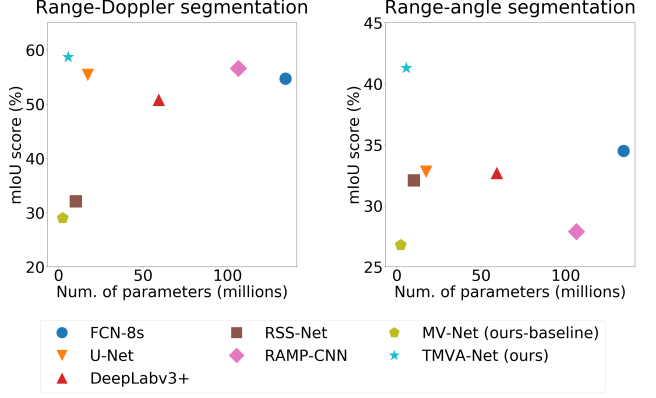 Range-Doppler segmentation
mIoU score (%)
60
50
40
30
20
0 50 100
Num. of parameters (millions)
Range-angle segmentation
mIoU score (%)
45
40
35
30
25
0 50 100
Num. of parameters (millions)
FCN-8s RSS-Net MV-Net (ours-baseline)
U-Net RAMP-CNN TMVA-Net (ours)
DeepLabv3+